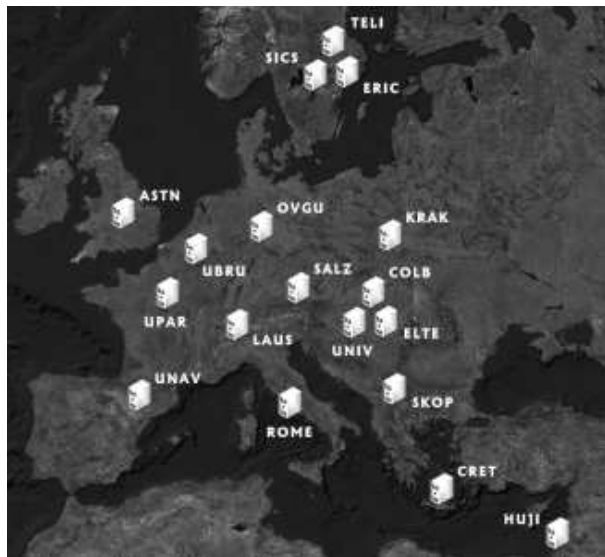 TELI
SICS
ERIC
ASTN
OVGU
KRAK
UBRU
SALZ
COLB
UPAR
LAUS
UNIV
ELTE
UNAV
SKOP
ROME
CRET
HUJI